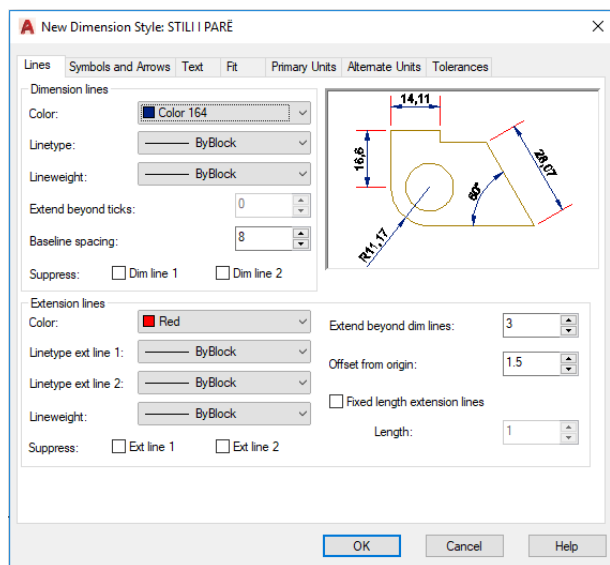 New Dimension Style: STILI I PARË
Lines Symbols and Arrows Text Fit Primary Units Alternate Units Tolerances
Dimension lines
Color: Color 164
Linetype: ByBlock
Lineweight: ByBlock
Extend beyond ticks: 0
Baseline spacing: 8
Suppress: Dim line 1 Dim line 2
14,11
16,6
28,07
60°
R11,17
Extension lines
Color: Red
Linetype ext line 1: ByBlock
Linetype ext line 2: ByBlock
Lineweight: ByBlock
Suppress: Ext line 1 Ext line 2
Extend beyond dim lines: 3
Offset from origin: 1.5
Fixed length extension lines
Length: 1
OK Cancel Help